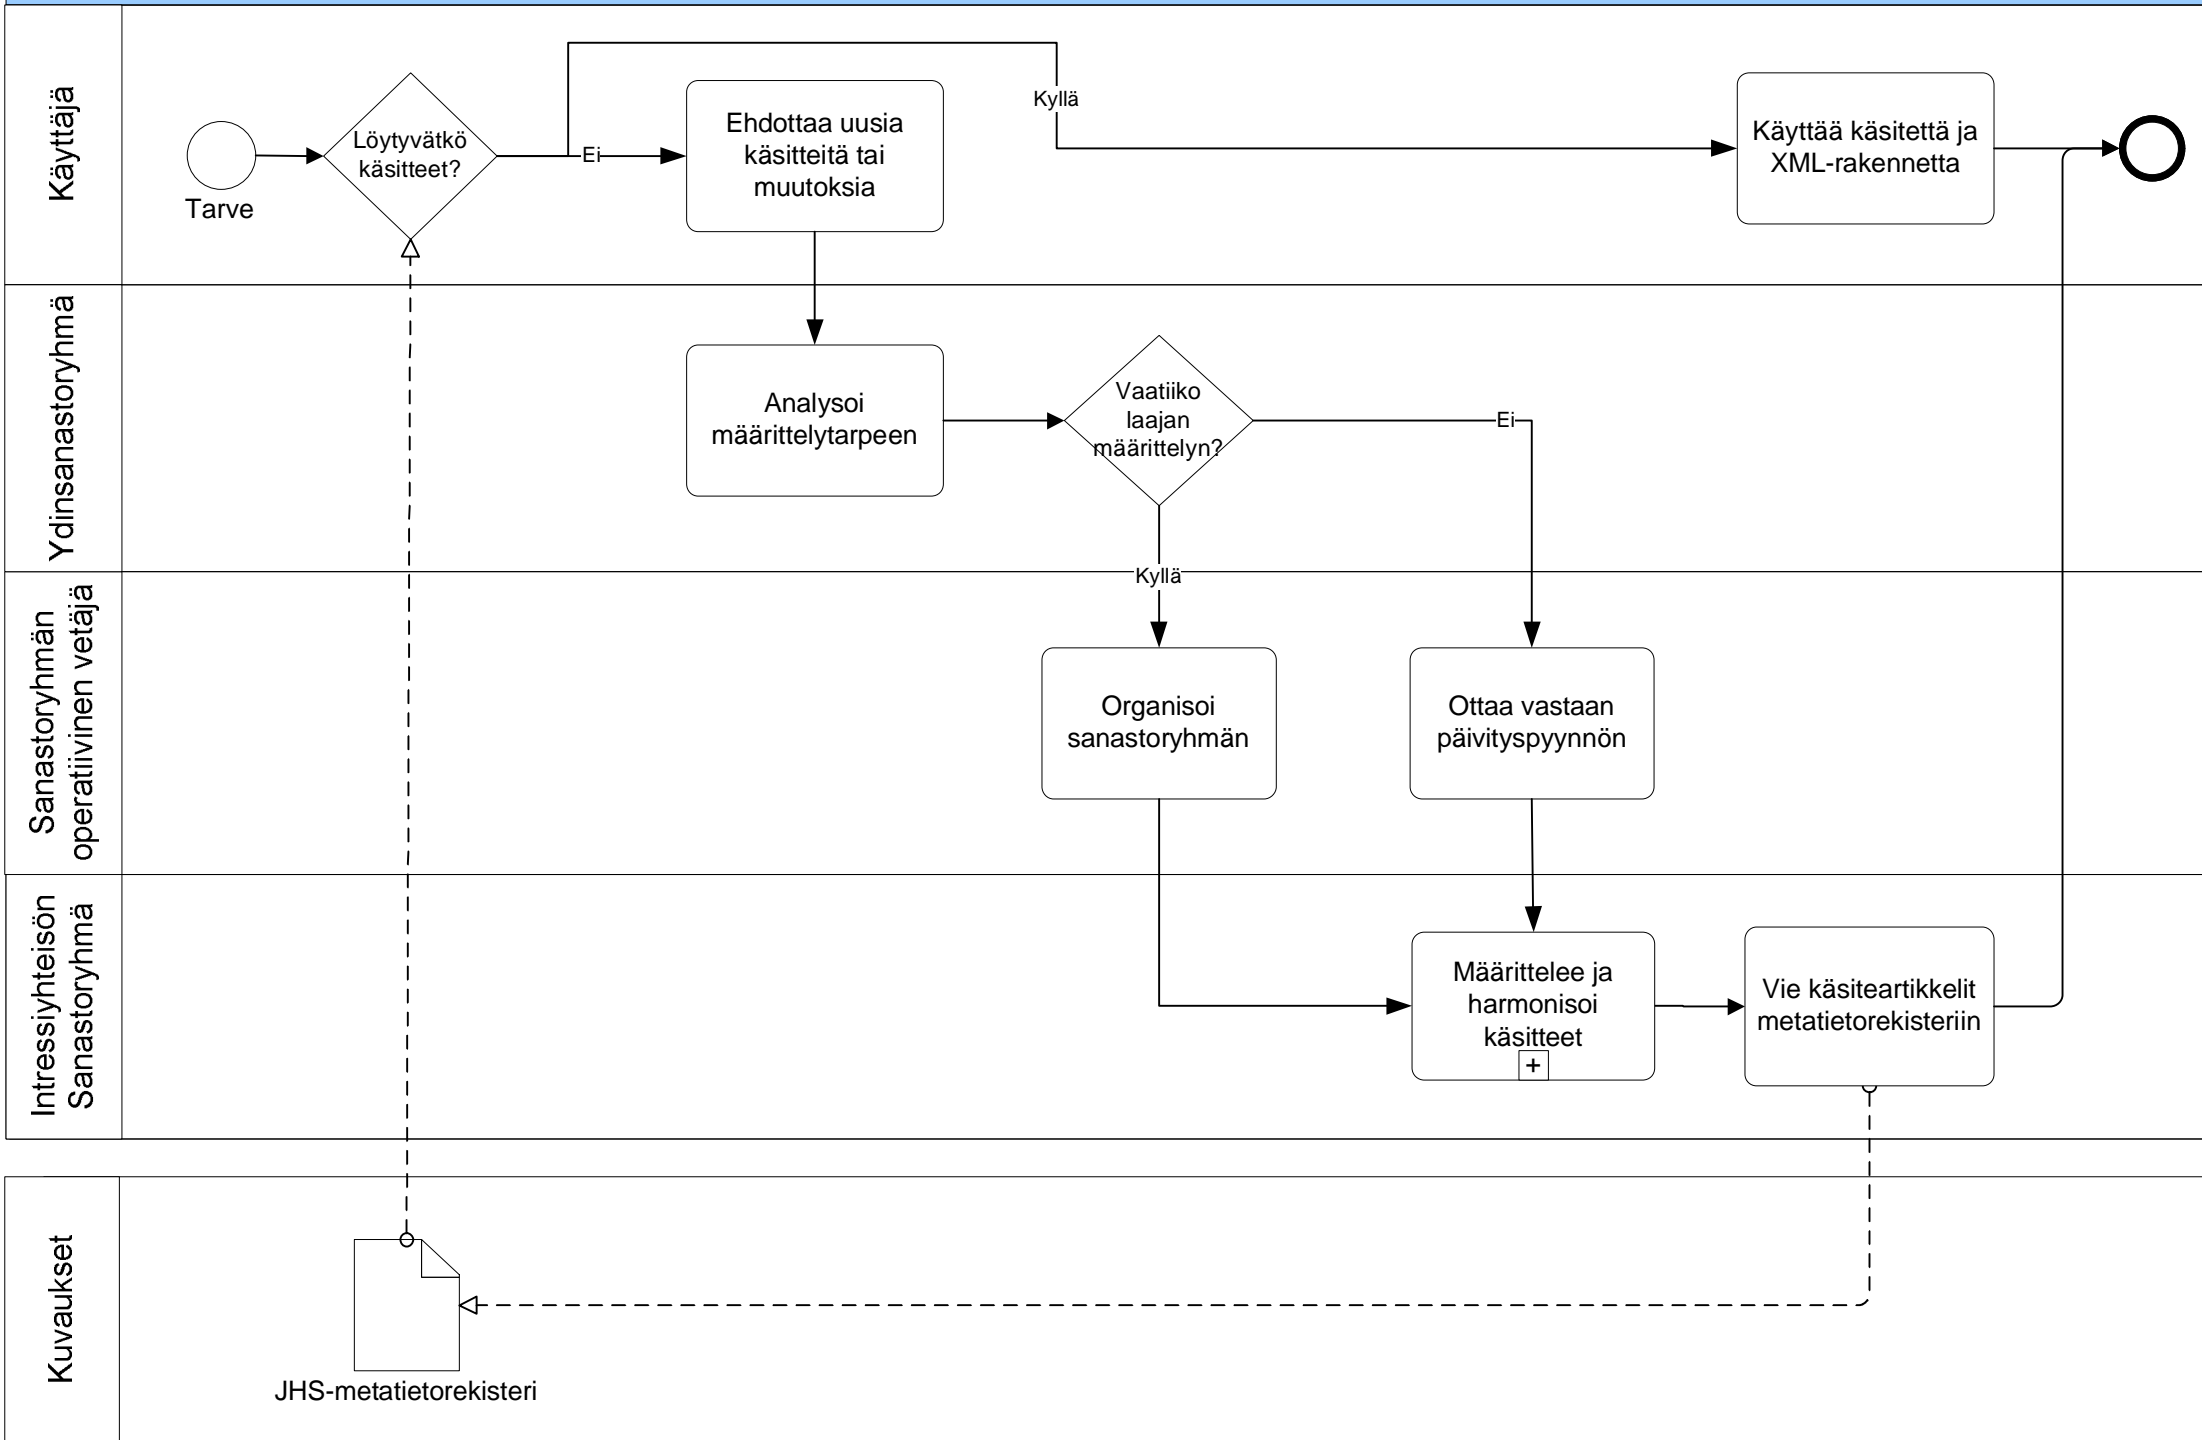 Käyttäjä
Tarve
Löytyvätkö
käsitteet?
Ei
Ehdottaa uusia
käsitteitä tai
muutoksia
Kyllä
Käyttää käsitettä ja
XML-rakennetta
Ydinsanastoryhmä
Analysoi
määrittelytarpeen
Vaatiiko
laajan
määrittelyn?
Ei
Kyllä
Sanastoryhmän
operatiivinen vetäjä
Organisoi
sanastoryhmän
Ottaa vastaan
päivityspyynnön
Intressiyhteisön
Sanastoryhmä
Määrittelee ja
harmonisoi
käsitteet
+
Vie käsiteartikkelit
metatietorekisteriin
Kuvaukset
JHS-metatietorekisteri